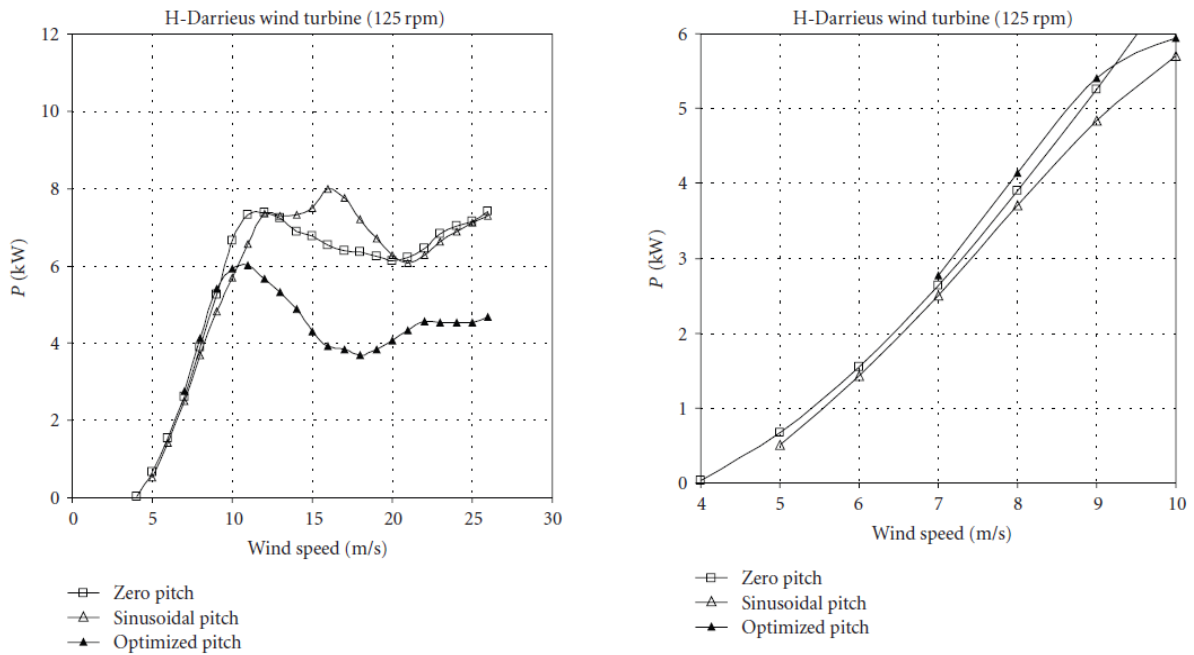 H-Darrieus wind turbine (125 rpm)
12
10
8
6
4
2
0
P (kW)
0 5 10 15 20 25 30
Wind speed (m/s)
Zero pitch
Sinusoidal pitch
Optimized pitch
H-Darrieus wind turbine (125 rpm)
6
5
4
3
2
1
0
P (kW)
4 5 6 7 8 9 10
Wind speed (m/s)
Zero pitch
Sinusoidal pitch
Optimized pitch